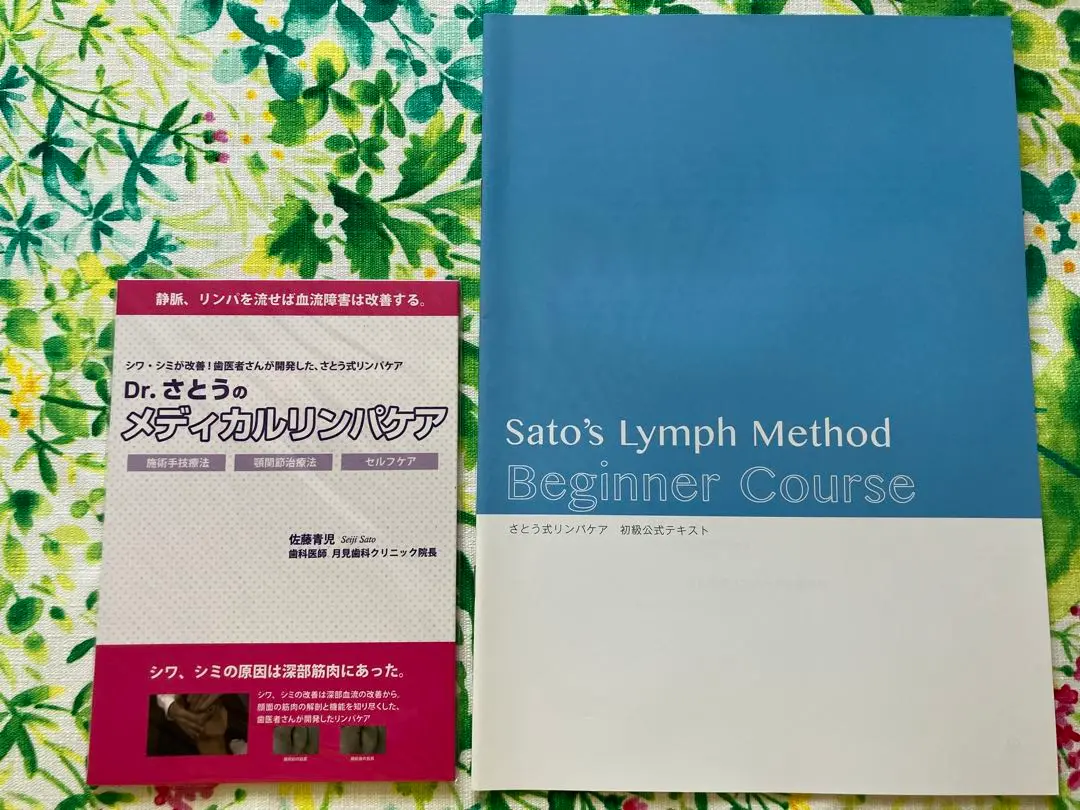 静脈、リンパを流せば血流障害は改善する。
シワ・シミが改善!歯医者さんが開発した、さとう式リンパケア
Dr. さとうの
メディカルリンパケア
施術手技療法 顎関節治療法 セルフケア
佐藤青児 Seiji Sato
歯科医師 月見歯科クリニック院長
シワ、シミの原因は深部筋肉にあった。
シワ、シミの改善は深部血流の改善から。
顔面の筋肉の解剖と機能を知り尽くした、
歯医者さんが開発したリンパケア
Sato's Lymph Method
Beginner Course
さとう式リンパケア 初級公式テキスト